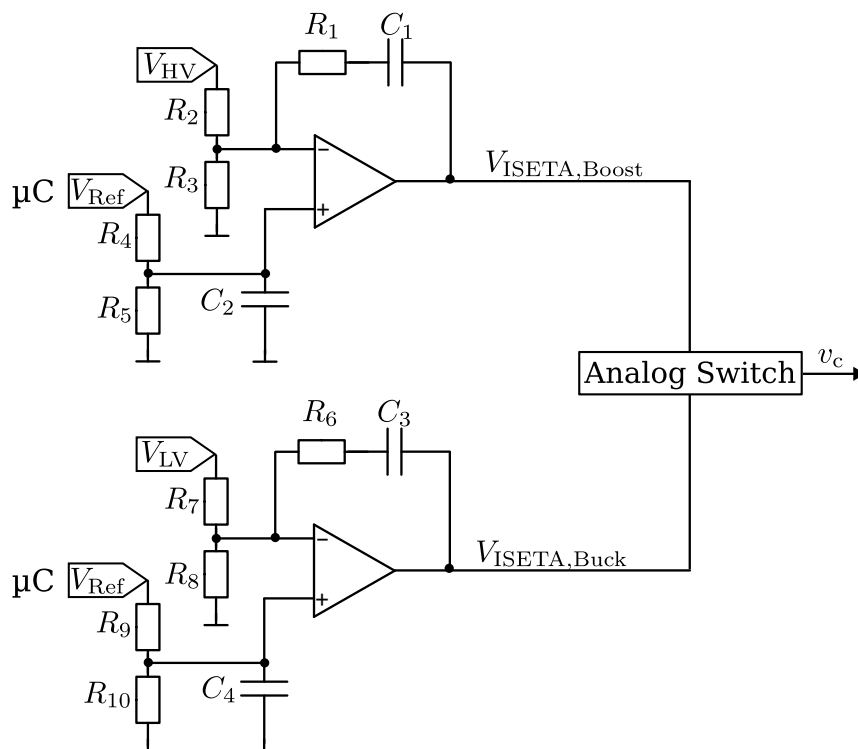 R1 C1
VHV
R2
VISETA,Boost
R3
µC VRef
R4
C2
R5
vc
Analog Switch
R6 C3
VLV
R7
VISETA,Buck
R8
µC VRef
R9
C4
R10